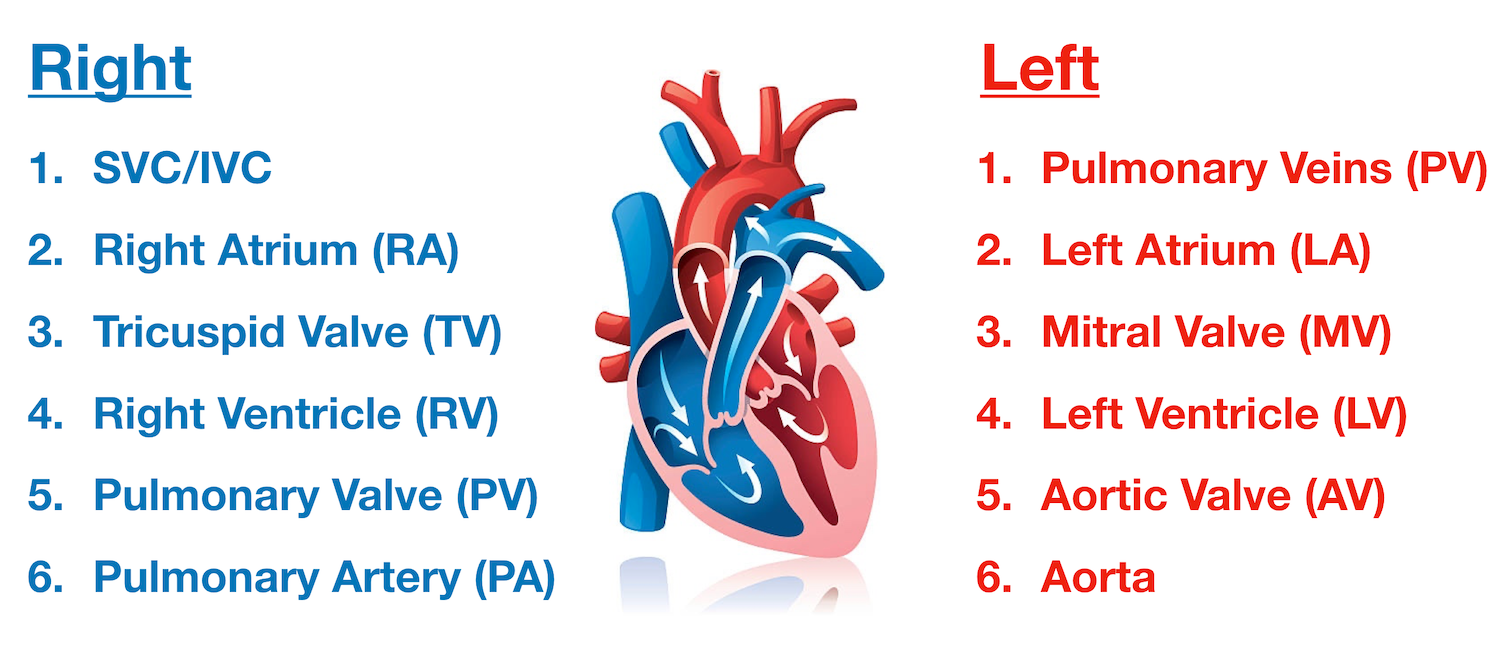 Right
1. SVC/IVC
2. Right Atrium (RA)
3. Tricuspid Valve (TV)
4. Right Ventricle (RV)
5. Pulmonary Valve (PV)
6. Pulmonary Artery (PA)
Left
1. Pulmonary Veins (PV)
2. Left Atrium (LA)
3. Mitral Valve (MV)
4. Left Ventricle (LV)
5. Aortic Valve (AV)
6. Aorta